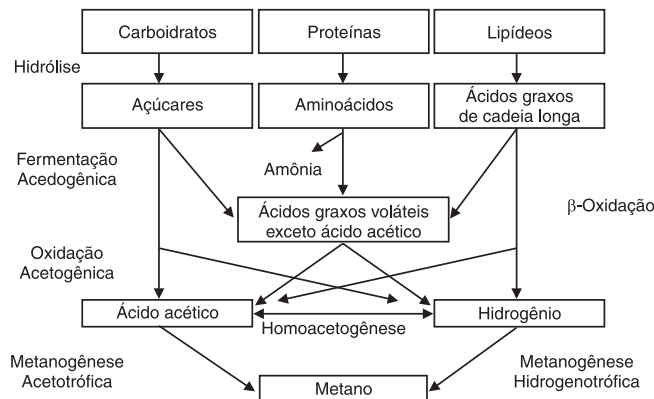 Carboidratos
Proteínas
Lipídeos
Hidrólise
Açúcares
Aminoácidos
Ácidos graxos
de cadeia longa
Fermentação
Acedogênica
Amônia
Ácidos graxos voláteis
exceto ácido acético
β-Oxidação
Oxidação
Acetogênica
Ácido acético
Homoacetogênese
Hidrogênio
Metanogênese
Acetotrófica
Metano
Metanogênese
Hidrogenotrófica